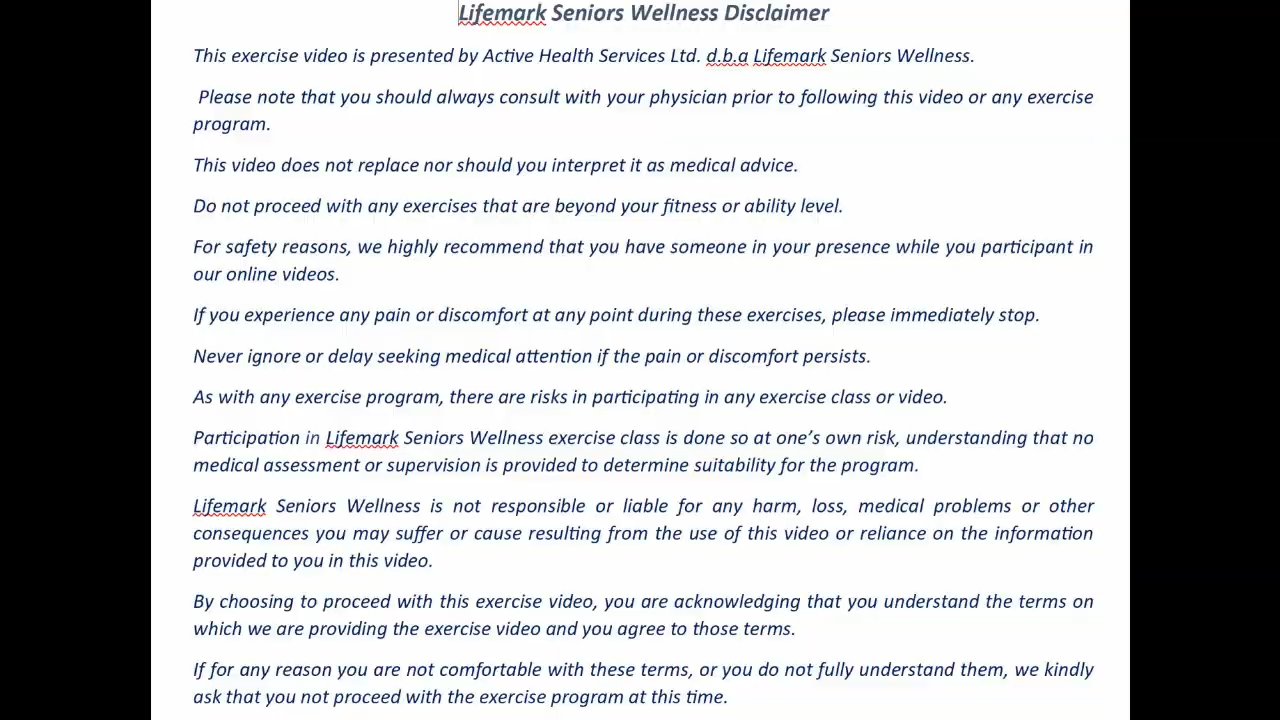 Lifemark Seniors Wellness Disclaimer
This exercise video is presented by Active Health Services Ltd. d.b.a Lifemark Seniors Wellness.
Please note that you should always consult with your physician prior to following this video or any exercise
program.
This video does not replace nor should you interpret it as medical advice.
Do not proceed with any exercises that are beyond your fitness or ability level.
For safety reasons, we highly recommend that you have someone in your presence while you participant in
our online videos.
If you experience any pain or discomfort at any point during these exercises, please immediately stop.
Never ignore or delay seeking medical attention if the pain or discomfort persists.
As with any exercise program, there are risks in participating in any exercise class or video.
Participation in Lifemark Seniors Wellness exercise class is done so at one’s own risk, understanding that no
medical assessment or supervision is provided to determine suitability for the program.
Lifemark Seniors Wellness is not responsible or liable for any harm, loss, medical problems or other
consequences you may suffer or cause resulting from the use of this video or reliance on the information
provided to you in this video.
By choosing to proceed with this exercise video, you are acknowledging that you understand the terms on
which we are providing the exercise video and you agree to those terms.
If for any reason you are not comfortable with these terms, or you do not fully understand them, we kindly
ask that you not proceed with the exercise program at this time.